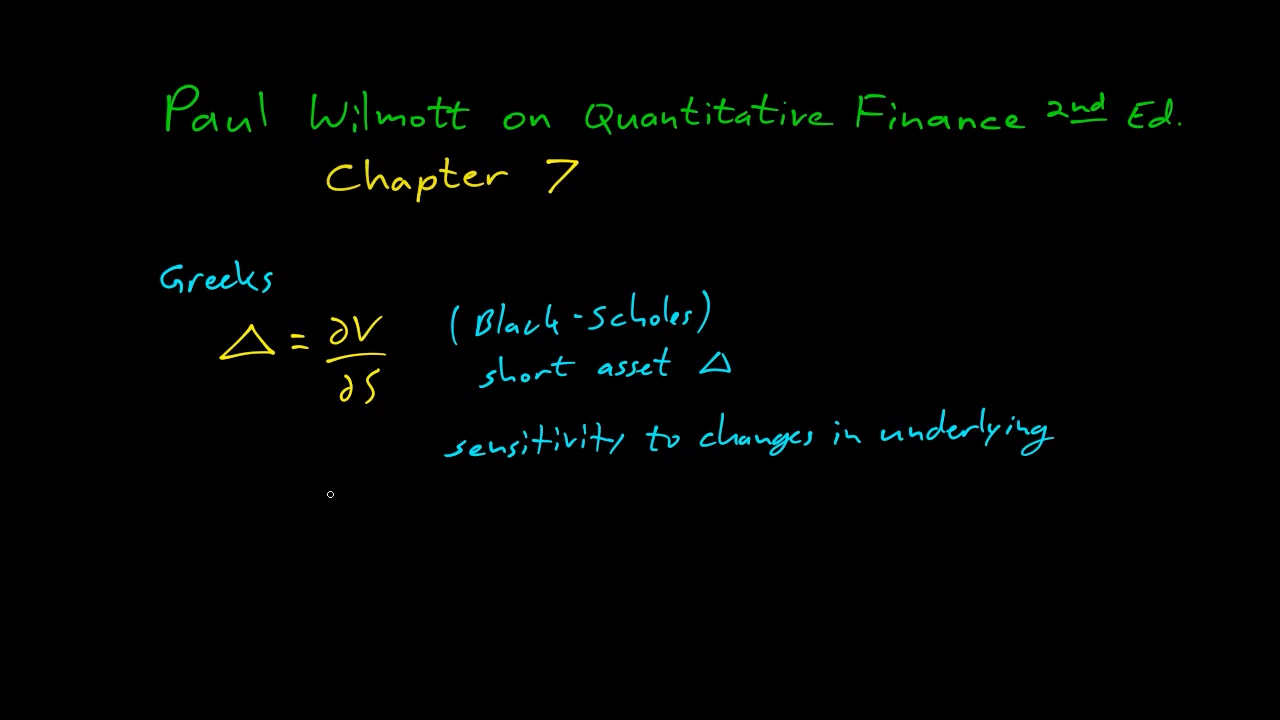 Paul Wilmott on Quantitative Finance 2nd Ed.
Chapter 7
Greeks
Δ = ∂V/∂S
(Black-Scholes)
short asset Δ
sensitivity to changes in underlying